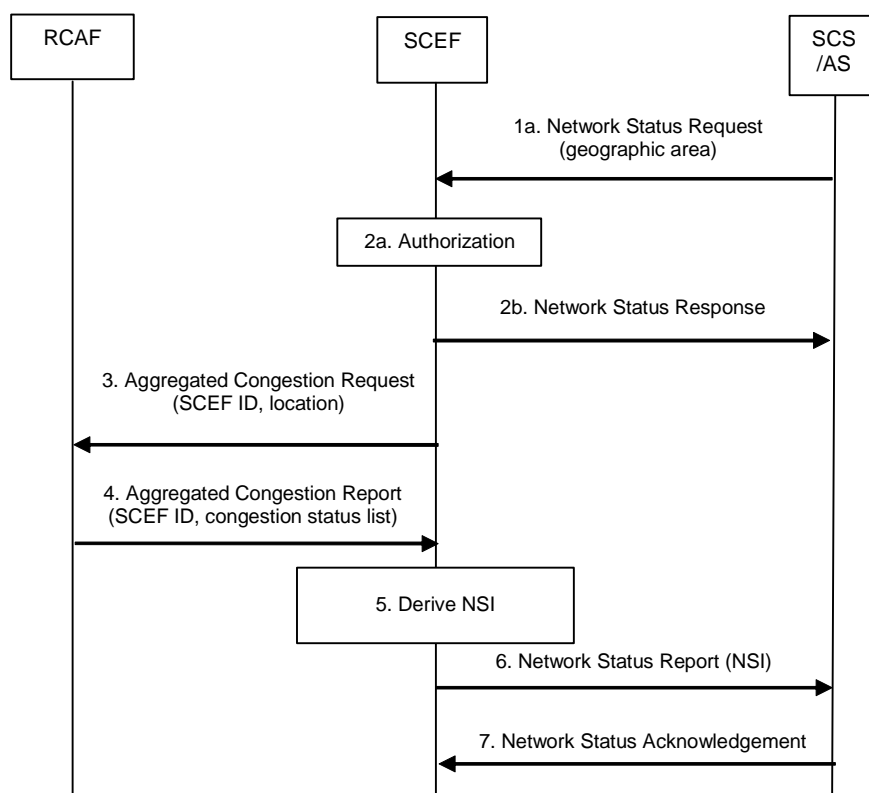 RCAF
SCEF
SCS
/AS
1a. Network Status Request
(geographic area)
2a. Authorization
2b. Network Status Response
3. Aggregated Congestion Request
(SCEF ID, location)
4. Aggregated Congestion Report
(SCEF ID, congestion status list)
5. Derive NSI
6. Network Status Report (NSI)
7. Network Status Acknowledgement